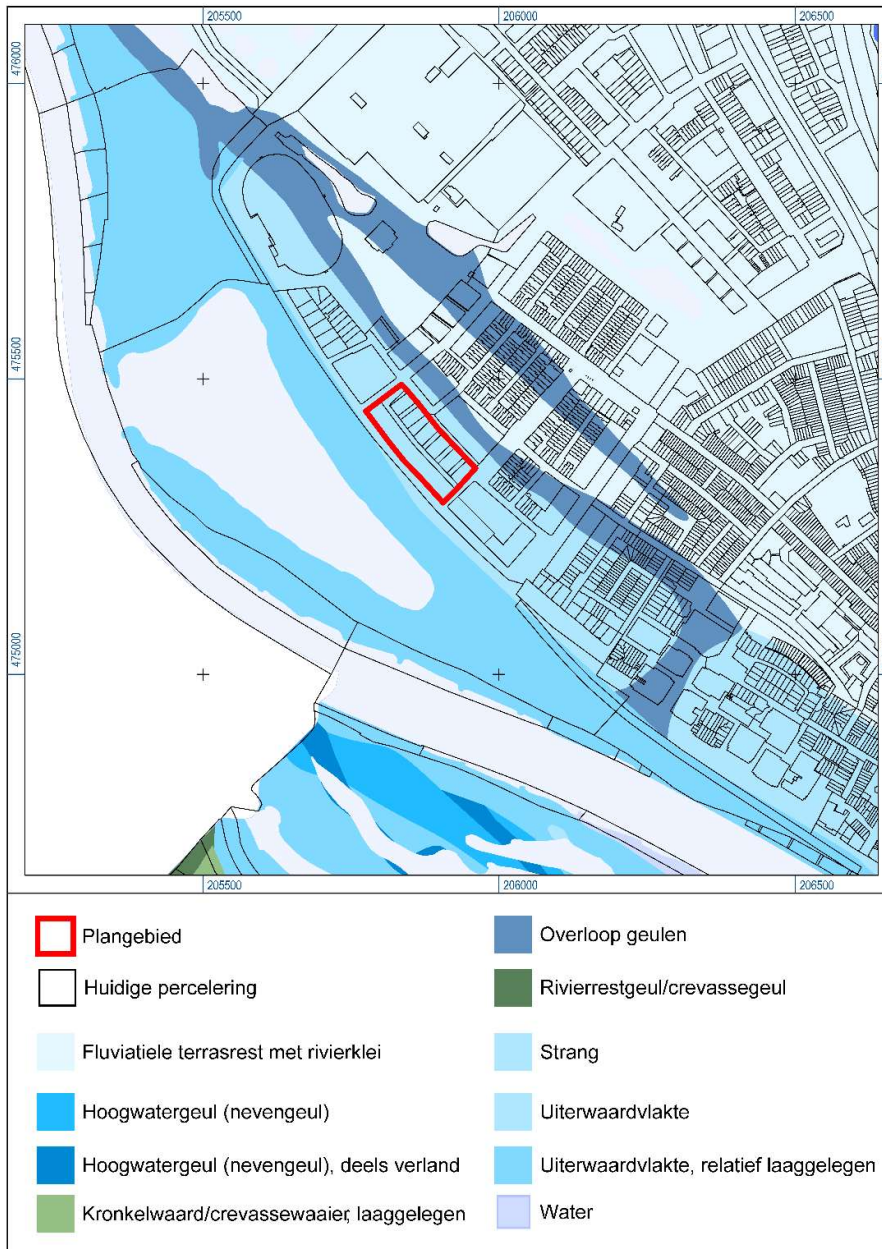 205500
206000
206500
476000
475500
475000
205500
206000
206500
Plangebied
Huidige percelering
Fluviatiele terrasrest met rivierklei
Hoogwatergeul (nevengeul)
Hoogwatergeul (nevengeul), deels verland
Kronkelwaard/crevassewaaier, laaggelegen
Overloop geulen
Rivierrestgeul/crevassegeul
Strang
Uiterwaardvlakte
Uiterwaardvlakte, relatief laaggelegen
Water